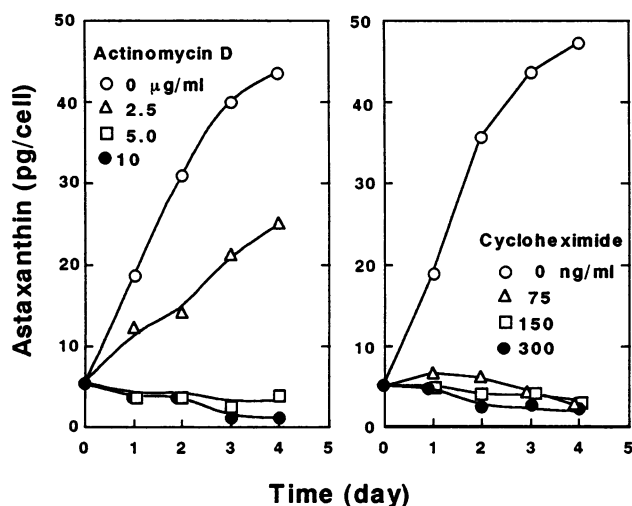 Actinomycin D
0 μg/ml
2.5
5.0
10
Astaxanthin (pg/cell)
50
40
30
20
10
0
0 1 2 3 4 5
Cycloheximide
0 ng/ml
75
150
300
50
40
30
20
10
0
0 1 2 3 4 5
Time (day)